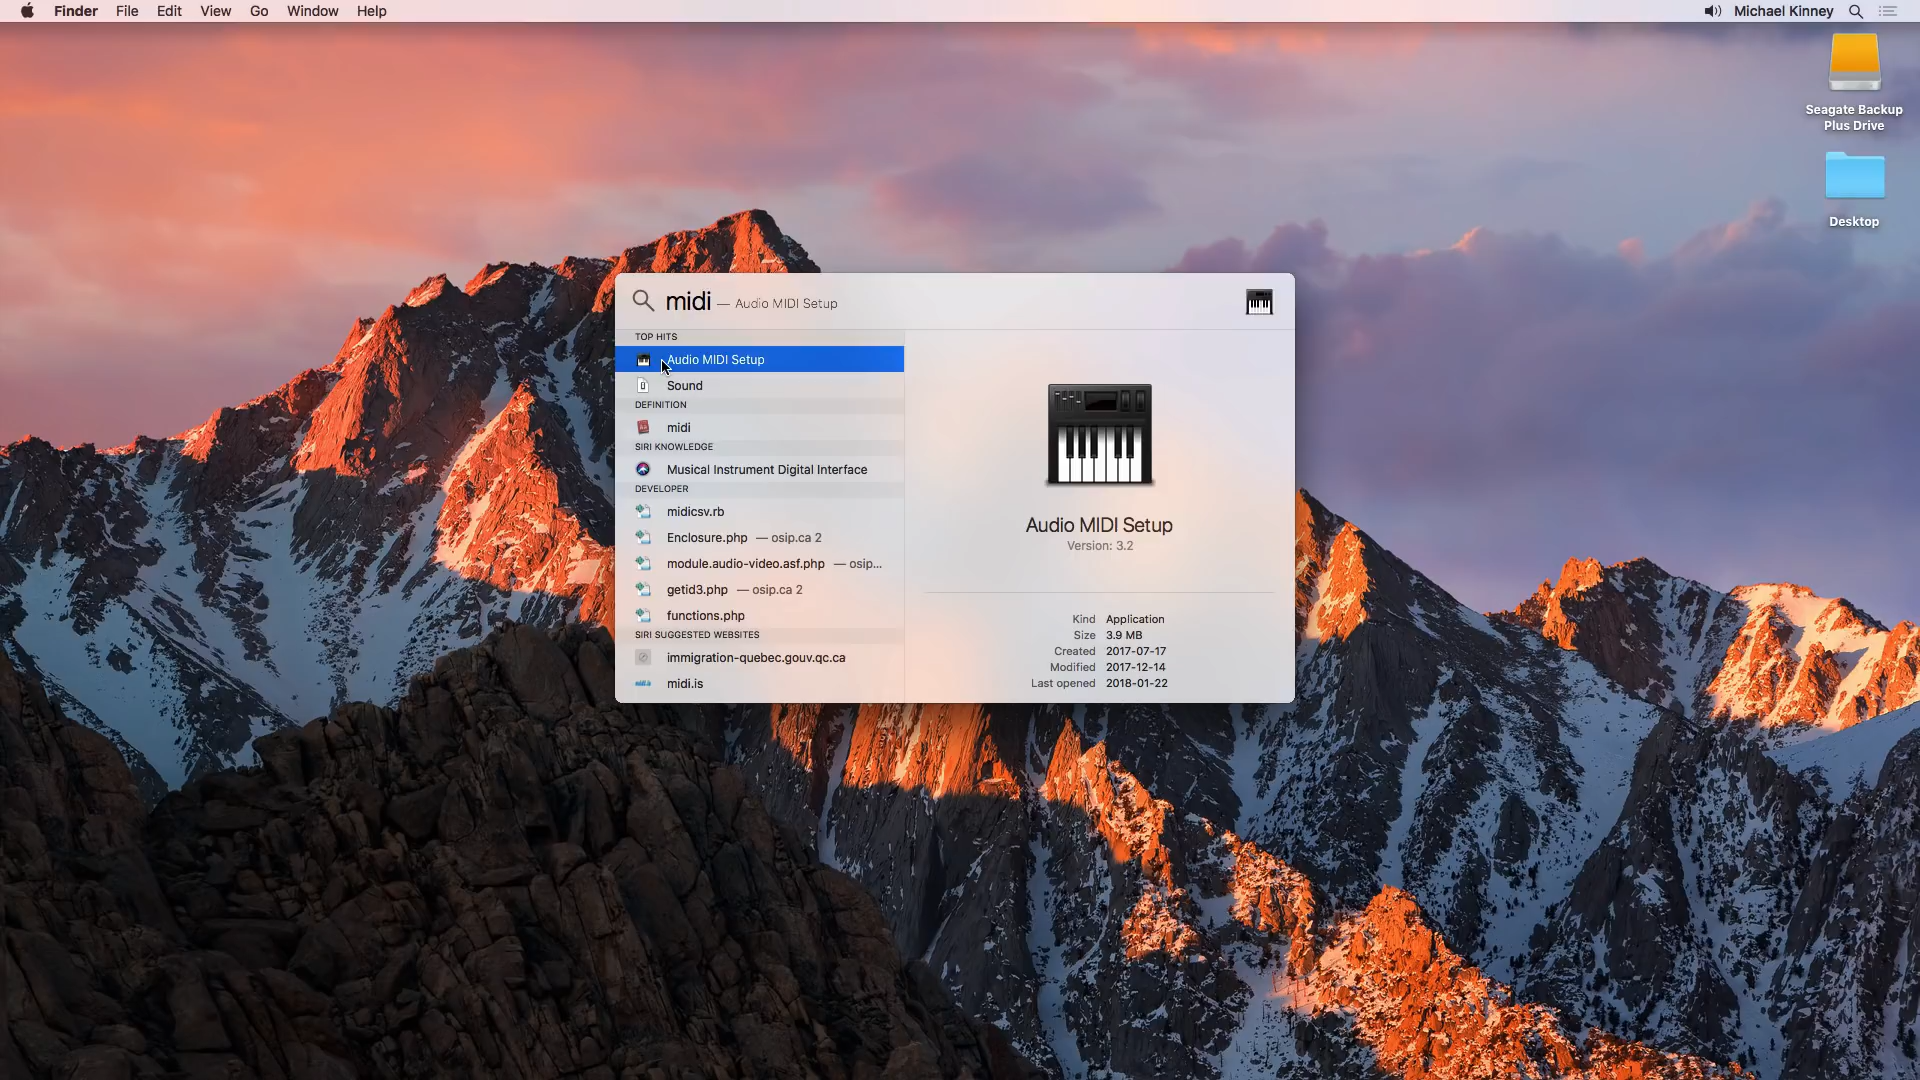 Finder File Edit View Go Window Help
Michael Kinney
Seagate Backup
Plus Drive
Desktop
midi — Audio MIDI Setup
TOP HITS
Audio MIDI Setup
Sound
DEFINITION
midi
SIRI KNOWLEDGE
Musical Instrument Digital Interface
DEVELOPER
midicsv.rb
Enclosure.php — osip.ca 2
module.audio-video.asf.php — osip...
getid3.php — osip.ca 2
functions.php
SIRI SUGGESTED WEBSITES
immigration-quebec.gouv.qc.ca
midi.is
Audio MIDI Setup
Version: 3.2
Kind Application
Size 3.9 MB
Created 2017-07-17
Modified 2017-12-14
Last opened 2018-01-22